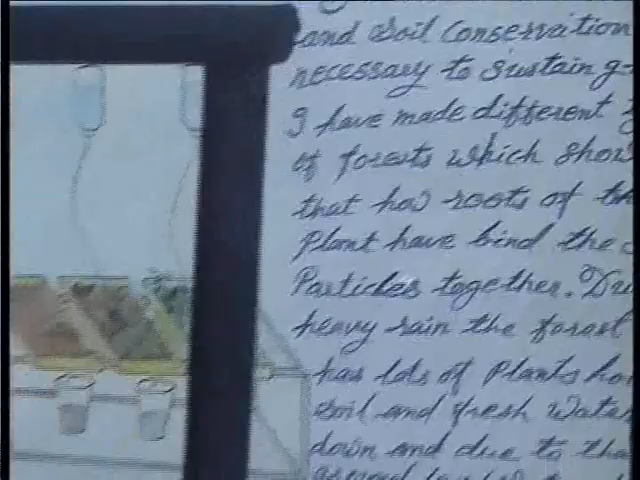 and Soil Conservation
necessary to Sustain
I have made different
of forests which Show
that how roots of
Plant have bind the
Particles together.
heavy rain the forest
has lots of Plants
Soil and fresh Water
down and due to